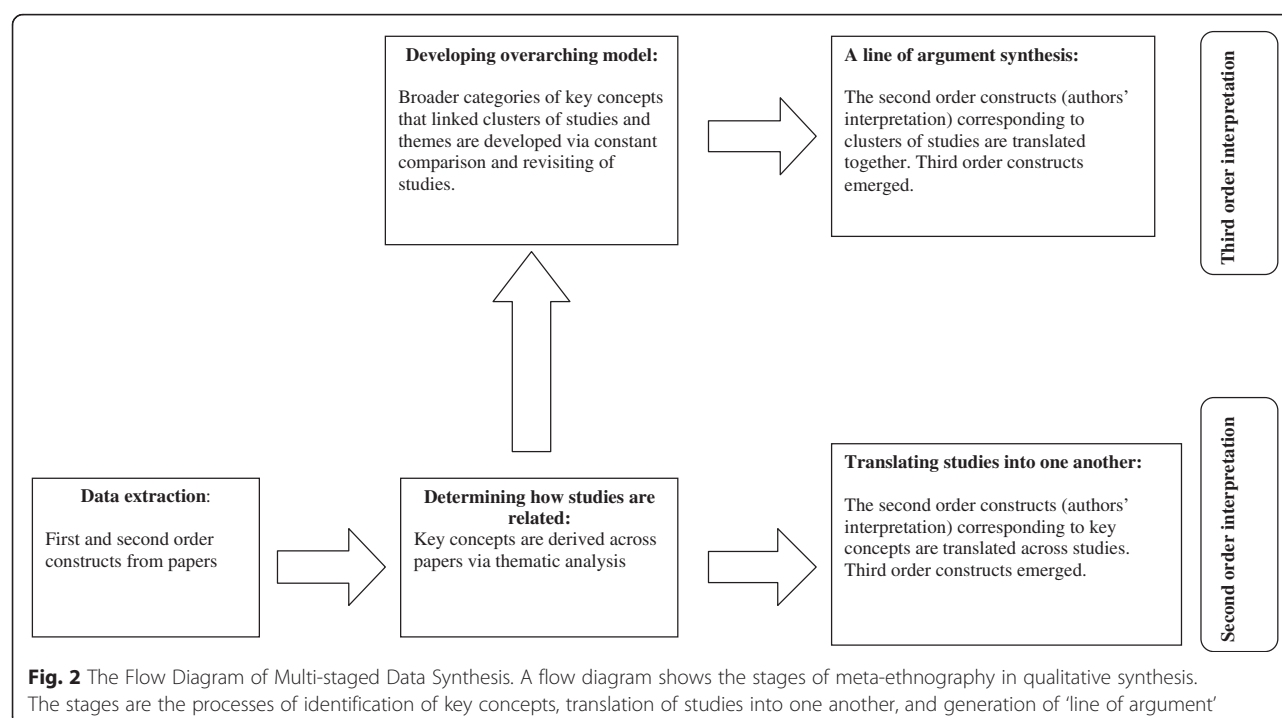 Developing overarching model:
Broader categories of key concepts
that linked clusters of studies and
themes are developed via constant
comparison and revisiting of
studies.
A line of argument synthesis:
The second order constructs (authors’
interpretation) corresponding to
clusters of studies are translated
together. Third order constructs
emerged.
Third order interpretation
Data extraction:
First and second order
constructs from papers
Determining how studies are
related:
Key concepts are derived across
papers via thematic analysis
Translating studies into one another:
The second order constructs (authors’
interpretation) corresponding to key
concepts are translated across studies.
Third order constructs emerged.
Second order interpretation
Fig. 2 The Flow Diagram of Multi-staged Data Synthesis. A flow diagram shows the stages of meta-ethnography in qualitative synthesis.
The stages are the processes of identification of key concepts, translation of studies into one another, and generation of ‘line of argument’